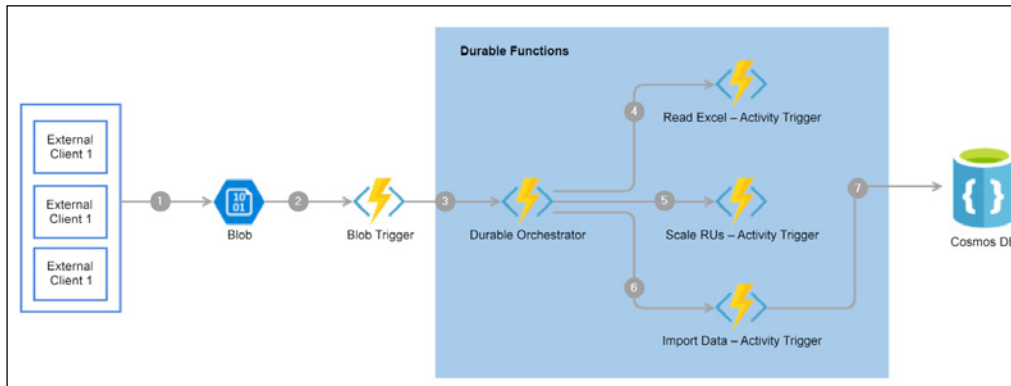 Durable Functions
4
Read Excel – Activity Trigger
External
Client 1
External
Client 1
External
Client 1
1
10
01
Blob
2
Blob Trigger
3
Durable Orchestrator
5
Scale RUs – Activity Trigger
6
Import Data – Activity Trigger
7
{ }
Cosmos DB